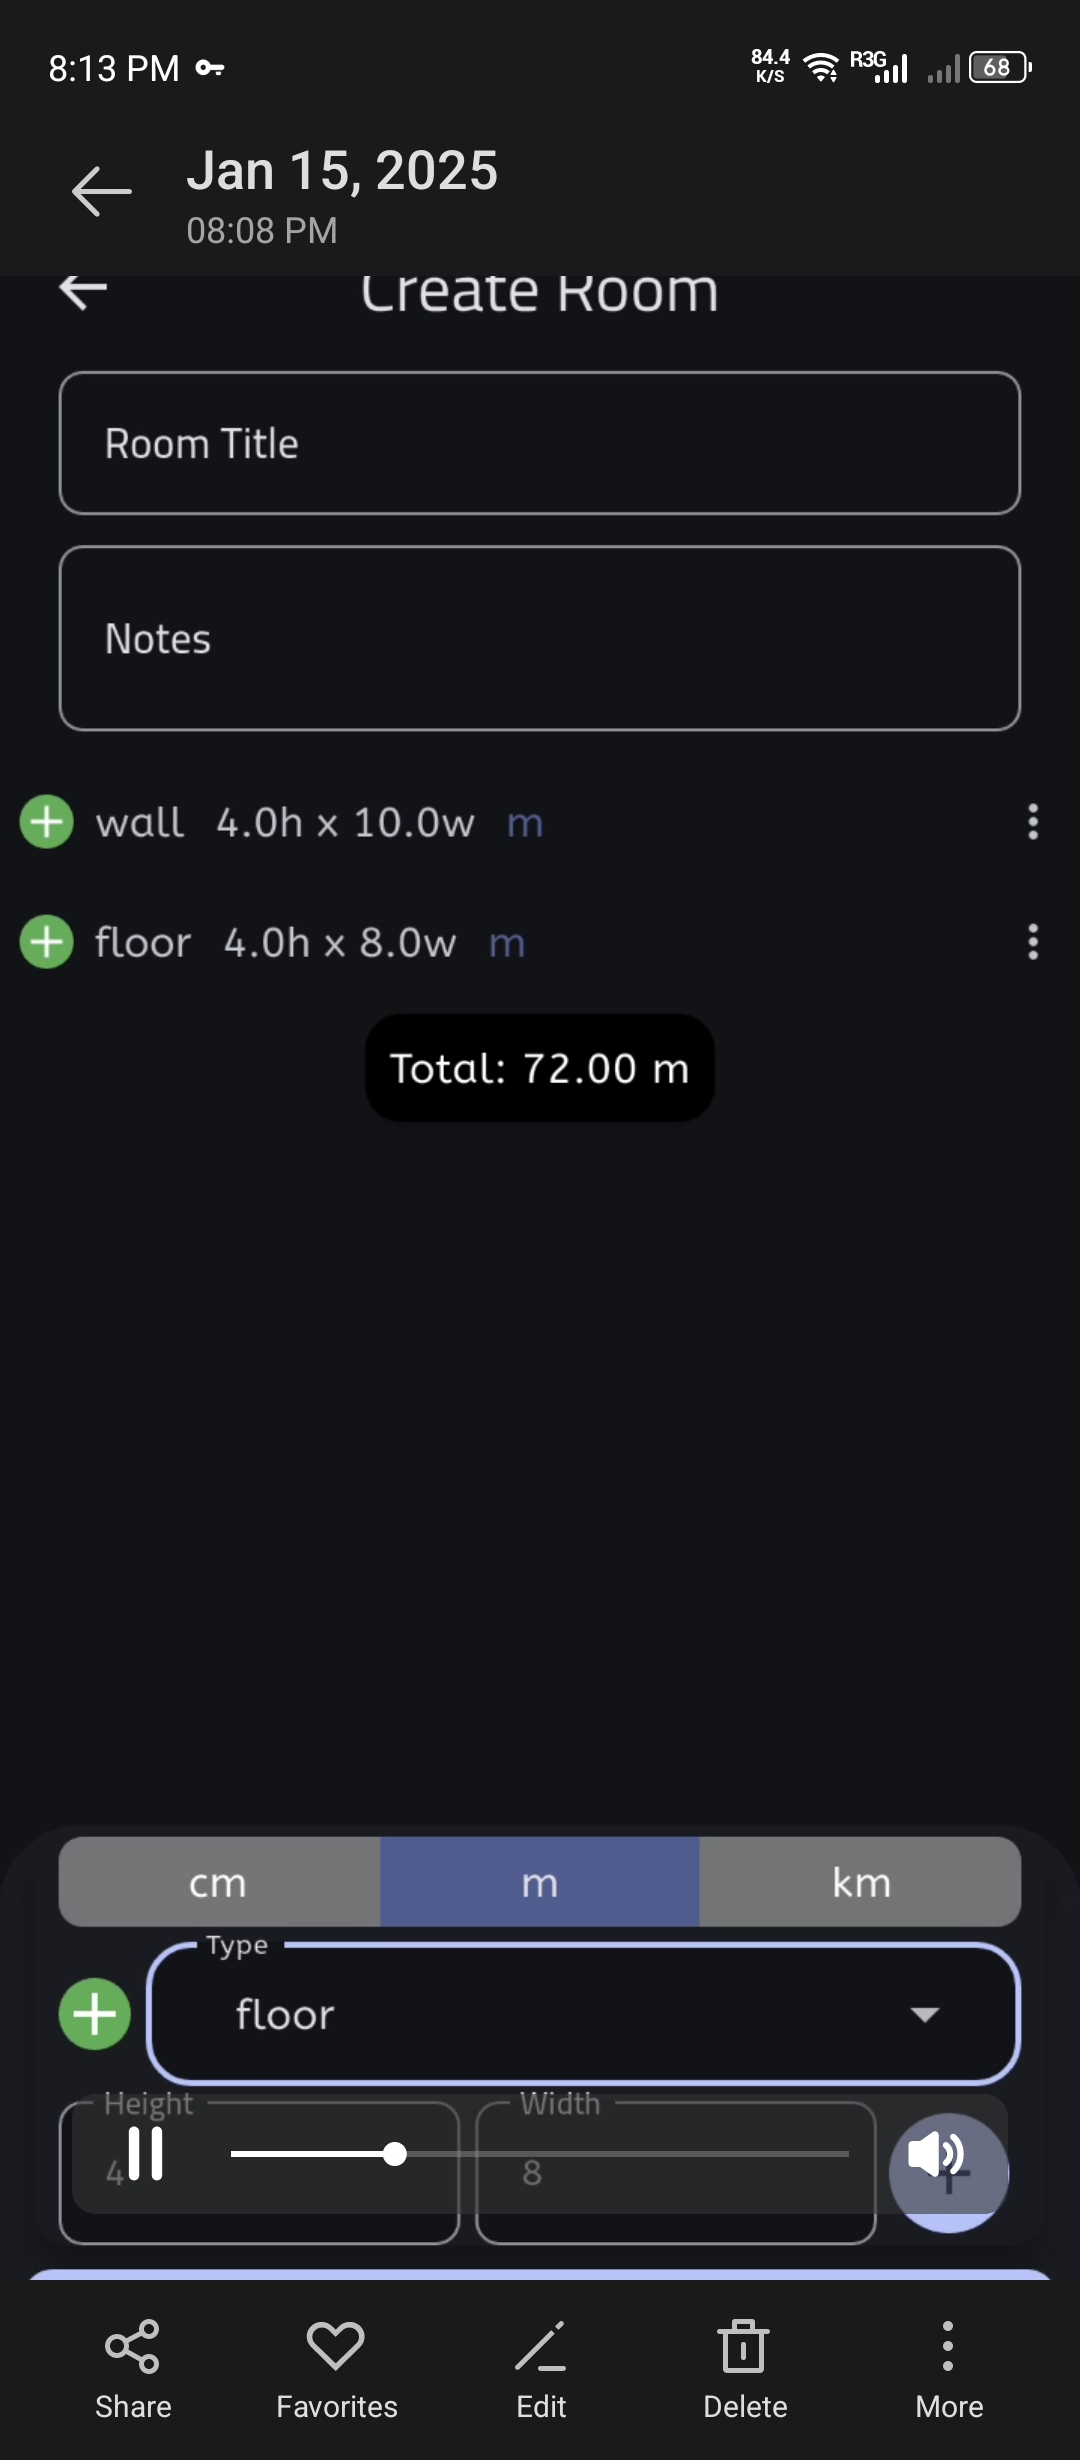 8:13 PM
84.4 K/S R3G 68
Jan 15, 2025
08:08 PM
Create Room
Room Title
Notes
wall 4.0h x 10.0w m
floor 4.0h x 8.0w m
Total: 72.00 m
cm m km
Type
floor
Height Width
4 8
Share Favorites Edit Delete More